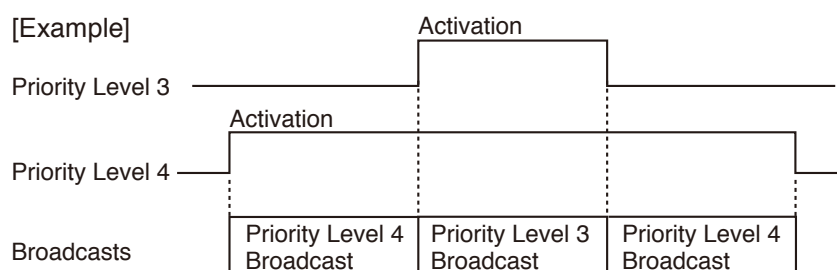 [Example]
Activation
Priority Level 3
Activation
Priority Level 4
Broadcasts
Priority Level 4
Broadcast
Priority Level 3
Broadcast
Priority Level 4
Broadcast